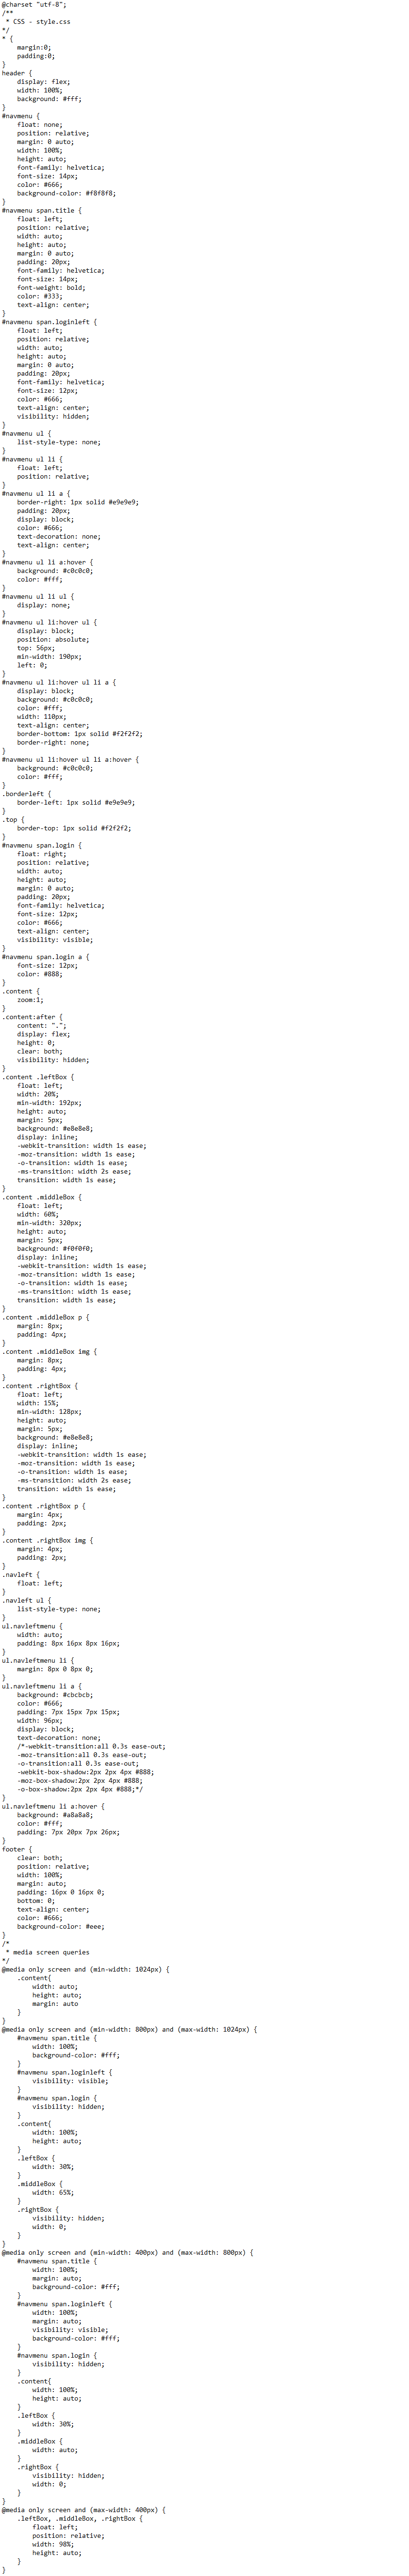 @charset "utf-8";
/**
 * CSS - style.css
*/
* {
    margin:0;
    padding:0;
}
header {
    display: flex;
    width: 100%;
    background: #fff;
}
#navmenu {
    float: none;
    position: relative;
    margin: 0 auto;
    width: 100%;
    height: auto;
    font-family: helvetica;
    font-size: 14px;
    color: #666;
    background-color: #f8f8f8;
}
#navmenu span.title {
    float: left;
    position: relative;
    width: auto;
    height: auto;
    margin: 0 auto;
    padding: 20px;
    font-family: helvetica;
    font-size: 14px;
    font-weight: bold;
    color: #333;
    text-align: center;
}
#navmenu span.loginleft {
    float: left;
    position: relative;
    width: auto;
    height: auto;
    margin: 0 auto;
    padding: 20px;
    font-family: helvetica;
    font-size: 12px;
    color: #666;
    text-align: center;
    visibility: hidden;
}
#navmenu ul {
    list-style-type: none;
}
#navmenu ul li {
    float: left;
    position: relative;
}
#navmenu ul li a {
    border-right: 1px solid #e9e9e9;
    padding: 20px;
    display: block;
    color: #666;
    text-decoration: none;
    text-align: center;
}
#navmenu ul li a:hover {
    background: #c0c0c0;
    color: #fff;
}
#navmenu ul li ul {
    display: none;
}
#navmenu ul li:hover ul {
    display: block;
    position: absolute;
    top: 56px;
    min-width: 190px;
    left: 0;
}
#navmenu ul li:hover ul li a {
    display: block;
    background: #c0c0c0;
    color: #fff;
    width: 110px;
    text-align: center;
    border-bottom: 1px solid #f2f2f2;
    border-right: none;
}
#navmenu ul li:hover ul li a:hover {
    background: #c0c0c0;
    color: #fff;
}
.borderleft {
    border-left: 1px solid #e9e9e9;
}
.top {
    border-top: 1px solid #f2f2f2;
}
#navmenu span.login {
    float: right;
    position: relative;
    width: auto;
    height: auto;
    margin: 0 auto;
    padding: 20px;
    font-family: helvetica;
    font-size: 12px;
    color: #666;
    text-align: center;
    visibility: visible;
}
#navmenu span.login a {
    font-size: 12px;
    color: #888;
}
.content {
    zoom:1;
}
.content:after {
    content: ".";
    display: flex;
    height: 0;
    clear: both;
    visibility: hidden;
}
.content .leftBox {
    float: left;
    width: 20%;
    min-width: 192px;
    height: auto;
    margin: 5px;
    background: #e8e8e8;
    display: inline;
    -webkit-transition: width 1s ease;
    -moz-transition: width 1s ease;
    -o-transition: width 1s ease;
    -ms-transition: width 2s ease;
    transition: width 1s ease;
}
.content .middleBox {
    float: left;
    width: 60%;
    min-width: 320px;
    height: auto;
    margin: 5px;
    background: #f0f0f0;
    display: inline;
    -webkit-transition: width 1s ease;
    -moz-transition: width 1s ease;
    -o-transition: width 1s ease;
    -ms-transition: width 1s ease;
    transition: width 1s ease;
}
.content .middleBox p {
    margin: 8px;
    padding: 4px;
}
.content .middleBox img {
    margin: 8px;
    padding: 4px;
}
.content .rightBox {
    float: left;
    width: 15%;
    min-width: 128px;
    height: auto;
    margin: 5px;
    background: #e8e8e8;
    display: inline;
    -webkit-transition: width 1s ease;
    -moz-transition: width 1s ease;
    -o-transition: width 1s ease;
    -ms-transition: width 2s ease;
    transition: width 1s ease;
}
.content .rightBox p {
    margin: 4px;
    padding: 2px;
}
.content .rightBox img {
    margin: 4px;
    padding: 2px;
}
.navleft {
    float: left;
}
.navleft ul {
    list-style-type: none;
}
ul.navleftmenu {
    width: auto;
    padding: 8px 16px 8px 16px;
}
ul.navleftmenu li {
    margin: 8px 0 8px 0;
}
ul.navleftmenu li a {
    background: #cbcbcb;
    color: #666;
    padding: 7px 15px 7px 15px;
    width: 96px;
    display: block;
    text-decoration: none;
    /*-webkit-transition:all 0.3s ease-out;
    -moz-transition:all 0.3s ease-out;
    -o-transition:all 0.3s ease-out;
    -webkit-box-shadow:2px 2px 4px #888;
    -moz-box-shadow:2px 2px 4px #888;
    -o-box-shadow:2px 2px 4px #888;*/
}
ul.navleftmenu li a:hover {
    background: #a8a8a8;
    color: #fff;
    padding: 7px 20px 7px 26px;
}
footer {
    clear: both;
    position: relative;
    width: 100%;
    margin: auto;
    padding: 16px 0 16px 0;
    bottom: 0;
    text-align: center;
    color: #666;
    background-color: #eee;
}
/*
 * media screen queries
*/
@media only screen and (min-width: 1024px) {
    .content{
        width: auto;
        height: auto;
        margin: auto
    }
}
@media only screen and (min-width: 800px) and (max-width: 1024px) {
    #navmenu span.title {
        width: 100%;
        background-color: #fff;
    }
    #navmenu span.loginleft {
        visibility: visible;
    }
    #navmenu span.login {
        visibility: hidden;
    }
    .content{
        width: 100%;
        height: auto;
    }
    .leftBox {
        width: 30%;
    }
    .middleBox {
        width: 65%;
    }
    .rightBox {
        visibility: hidden;
        width: 0;
    }
}
@media only screen and (min-width: 400px) and (max-width: 800px) {
    #navmenu span.title {
        width: 100%;
        margin: auto;
        background-color: #fff;
    }
    #navmenu span.loginleft {
        width: 100%;
        margin: auto;
        visibility: visible;
        background-color: #fff;
    }
    #navmenu span.login {
        visibility: hidden;
    }
    .content{
        width: 100%;
        height: auto;
    }
    .leftBox {
        width: 30%;
    }
    .middleBox {
        width: auto;
    }
    .rightBox {
        visibility: hidden;
        width: 0;
    }
}
@media only screen and (max-width: 400px) {
    .leftBox, .middleBox, .rightBox {
        float: left;
        position: relative;
        width: 98%;
        height: auto;
    }
}